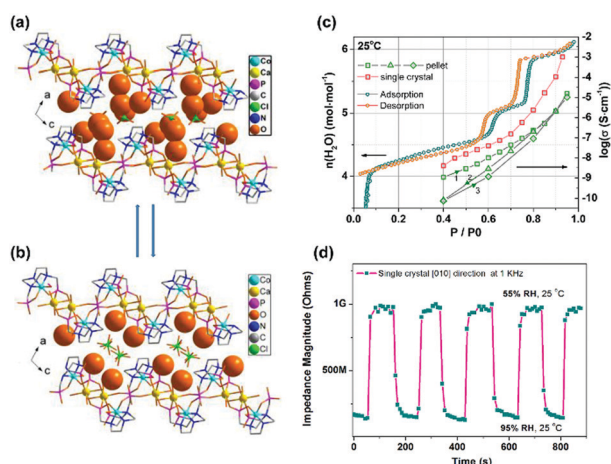 (a)
Co
Ca
P
Cl
N
O
a
c
(b)
Co
Ca
P
O
N
C
Cl
a
c
(c)
25°C
pellet
single crystal
Adsorption
Desorption
n(H₂O) (mol·mol⁻¹)
6
5
4
log(σ (S·cm⁻¹))
-2
-3
-4
-5
-6
-7
-8
-9
-10
1
2
3
0.0 0.2 0.4 0.6 0.8 1.0
P / P0
(d)
Single crystal [010] direction at 1 KHz
55% RH, 25 °C
95% RH, 25 °C
Impedance Magnitude (Ohms)
1G
500M
0
0 200 400 600 800
Time (s)